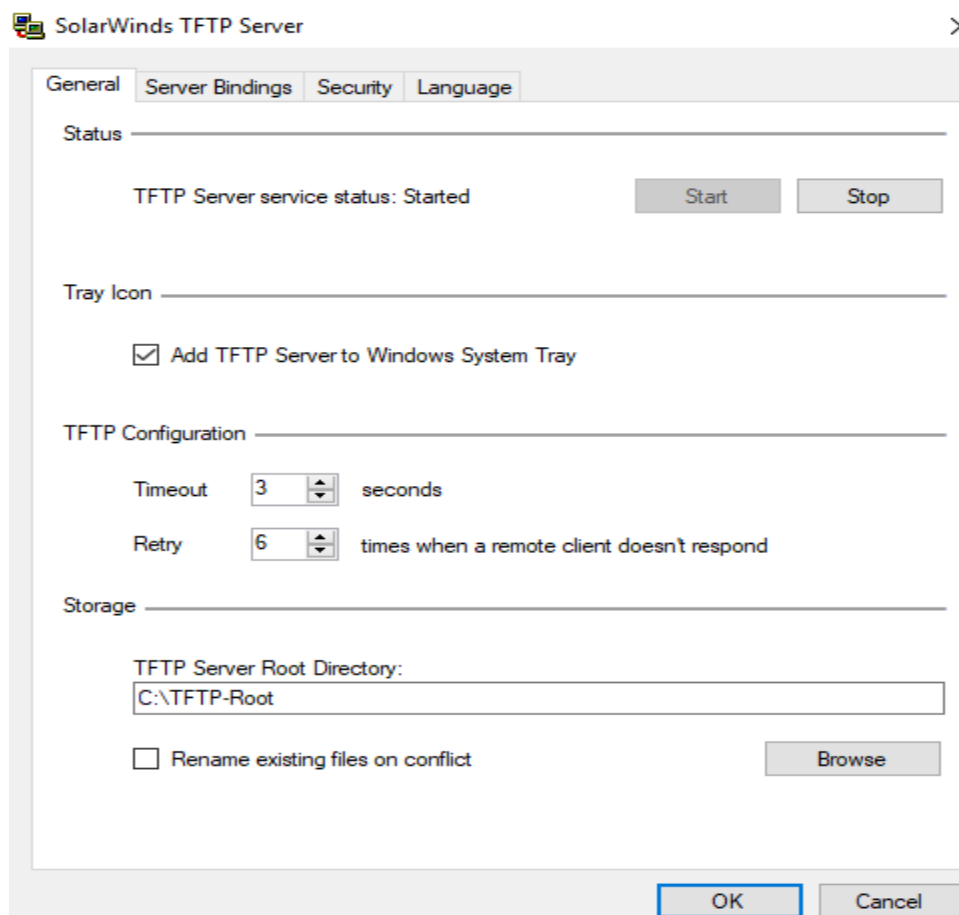 SolarWinds TFTP Server
General Server Bindings Security Language
Status
TFTP Server service status: Started Start Stop
Tray Icon
Add TFTP Server to Windows System Tray
TFTP Configuration
Timeout 3 seconds
Retry 6 times when a remote client doesn't respond
Storage
TFTP Server Root Directory:
C:\TFTP-Root
Rename existing files on conflict Browse
OK Cancel